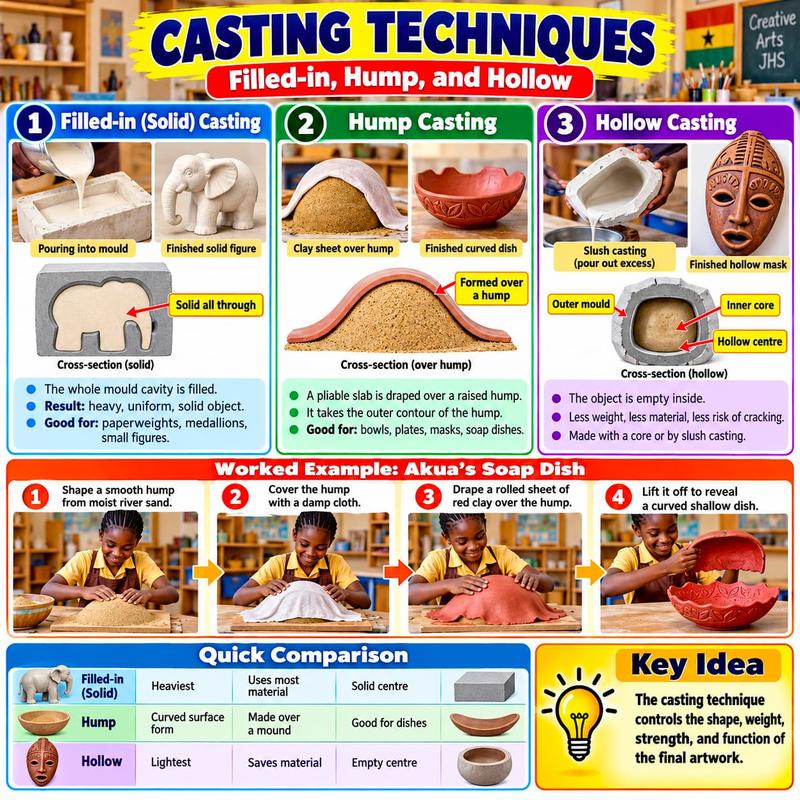 CASTING TECHNIQUES
Filled-in, Hump, and Hollow
Creative
Arts
JHS
1 Filled-in (Solid) Casting
Pouring into mould
Finished solid figure
Solid all through
Cross-section (solid)
The whole mould cavity is filled.
Result: heavy, uniform, solid object.
Good for: paperweights, medallions,
small figures.
2 Hump Casting
Clay sheet over hump
Finished curved dish
Formed over
a hump
Cross-section (over hump)
A pliable slab is draped over a raised hump.
It takes the outer contour of the hump.
Good for: bowls, plates, masks, soap dishes.
3 Hollow Casting
Slush casting
(pour out excess)
Finished hollow mask
Outer mould
Inner core
Hollow centre
Cross-section (hollow)
The object is empty inside.
Less weight, less material, less risk of cracking.
Made with a core or by slush casting.
Worked Example: Akua's Soap Dish
1 Shape a smooth hump
from moist river sand.
2 Cover the hump
with a damp cloth.
3 Drape a rolled sheet of
red clay over the hump.
4 Lift it off to reveal
a curved shallow dish.
Quick Comparison
Filled-in
(Solid)
Heaviest
Uses most
material
Solid centre
Hump
Curved surface
form
Made over
a mound
Good for dishes
Hollow
Lightest
Saves material
Empty centre
Key Idea
The casting technique
controls the shape, weight,
strength, and function of
the final artwork.